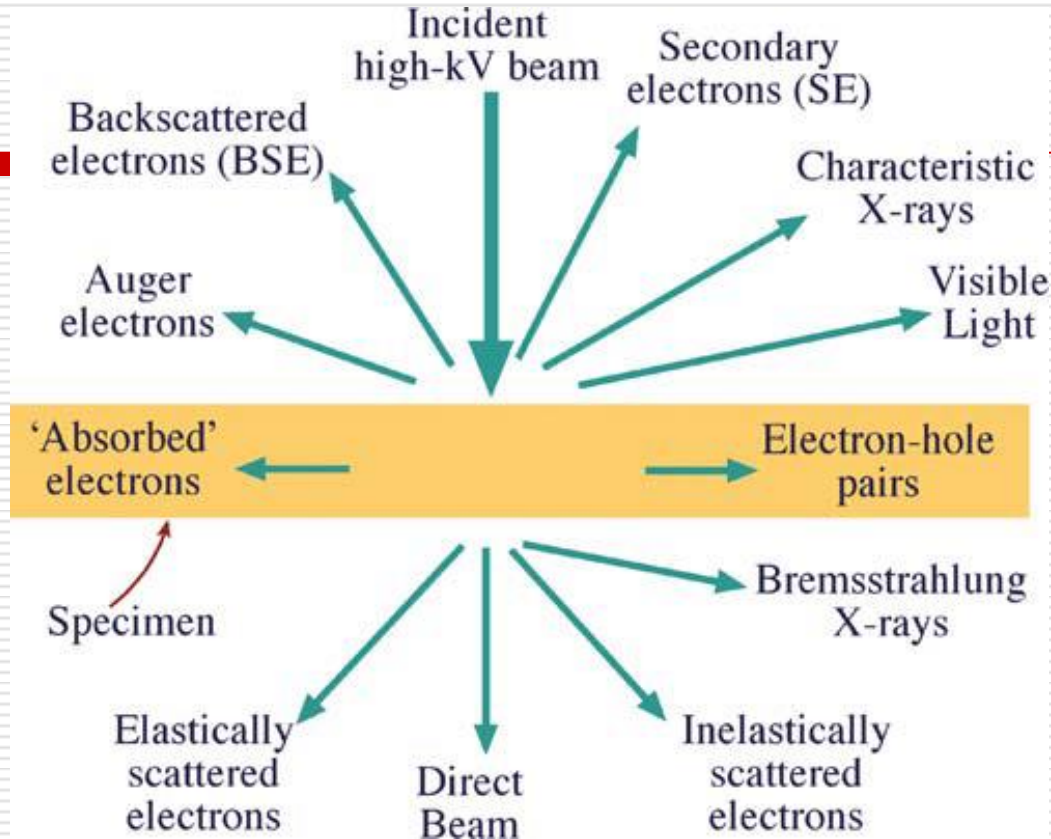 Incident
high-kV beam
Secondary
electrons (SE)
Backscattered
electrons (BSE)
Characteristic
X-rays
Auger
electrons
Visible
Light
‘Absorbed’
electrons
Electron-hole
pairs
Specimen
Bremsstrahlung
X-rays
Elastically
scattered
electrons
Direct
Beam
Inelastically
scattered
electrons